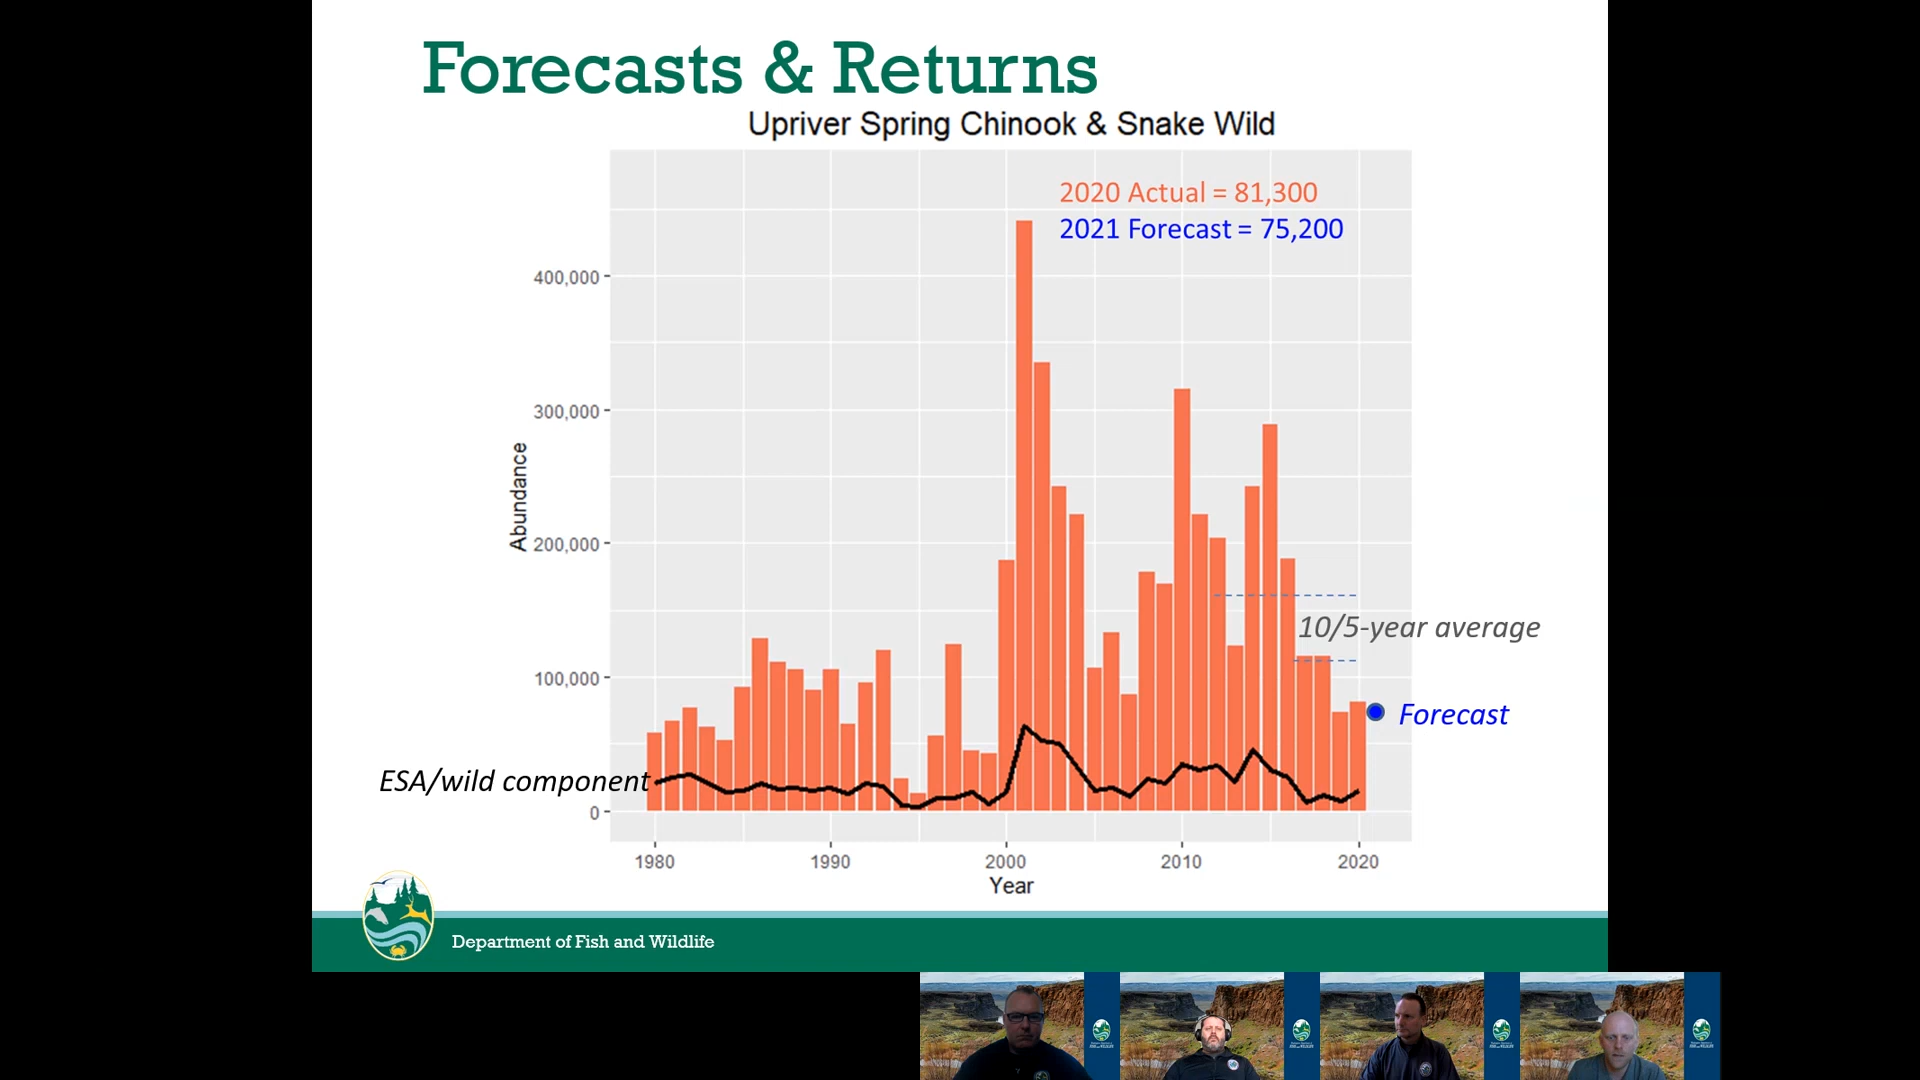 Forecasts & Returns
Upriver Spring Chinook & Snake Wild
2020 Actual = 81,300
2021 Forecast = 75,200
400,000
300,000
200,000
100,000
0
Abundance
10/5-year average
Forecast
ESA/wild component
1980
1990
2000
2010
2020
Year
Department of Fish and Wildlife